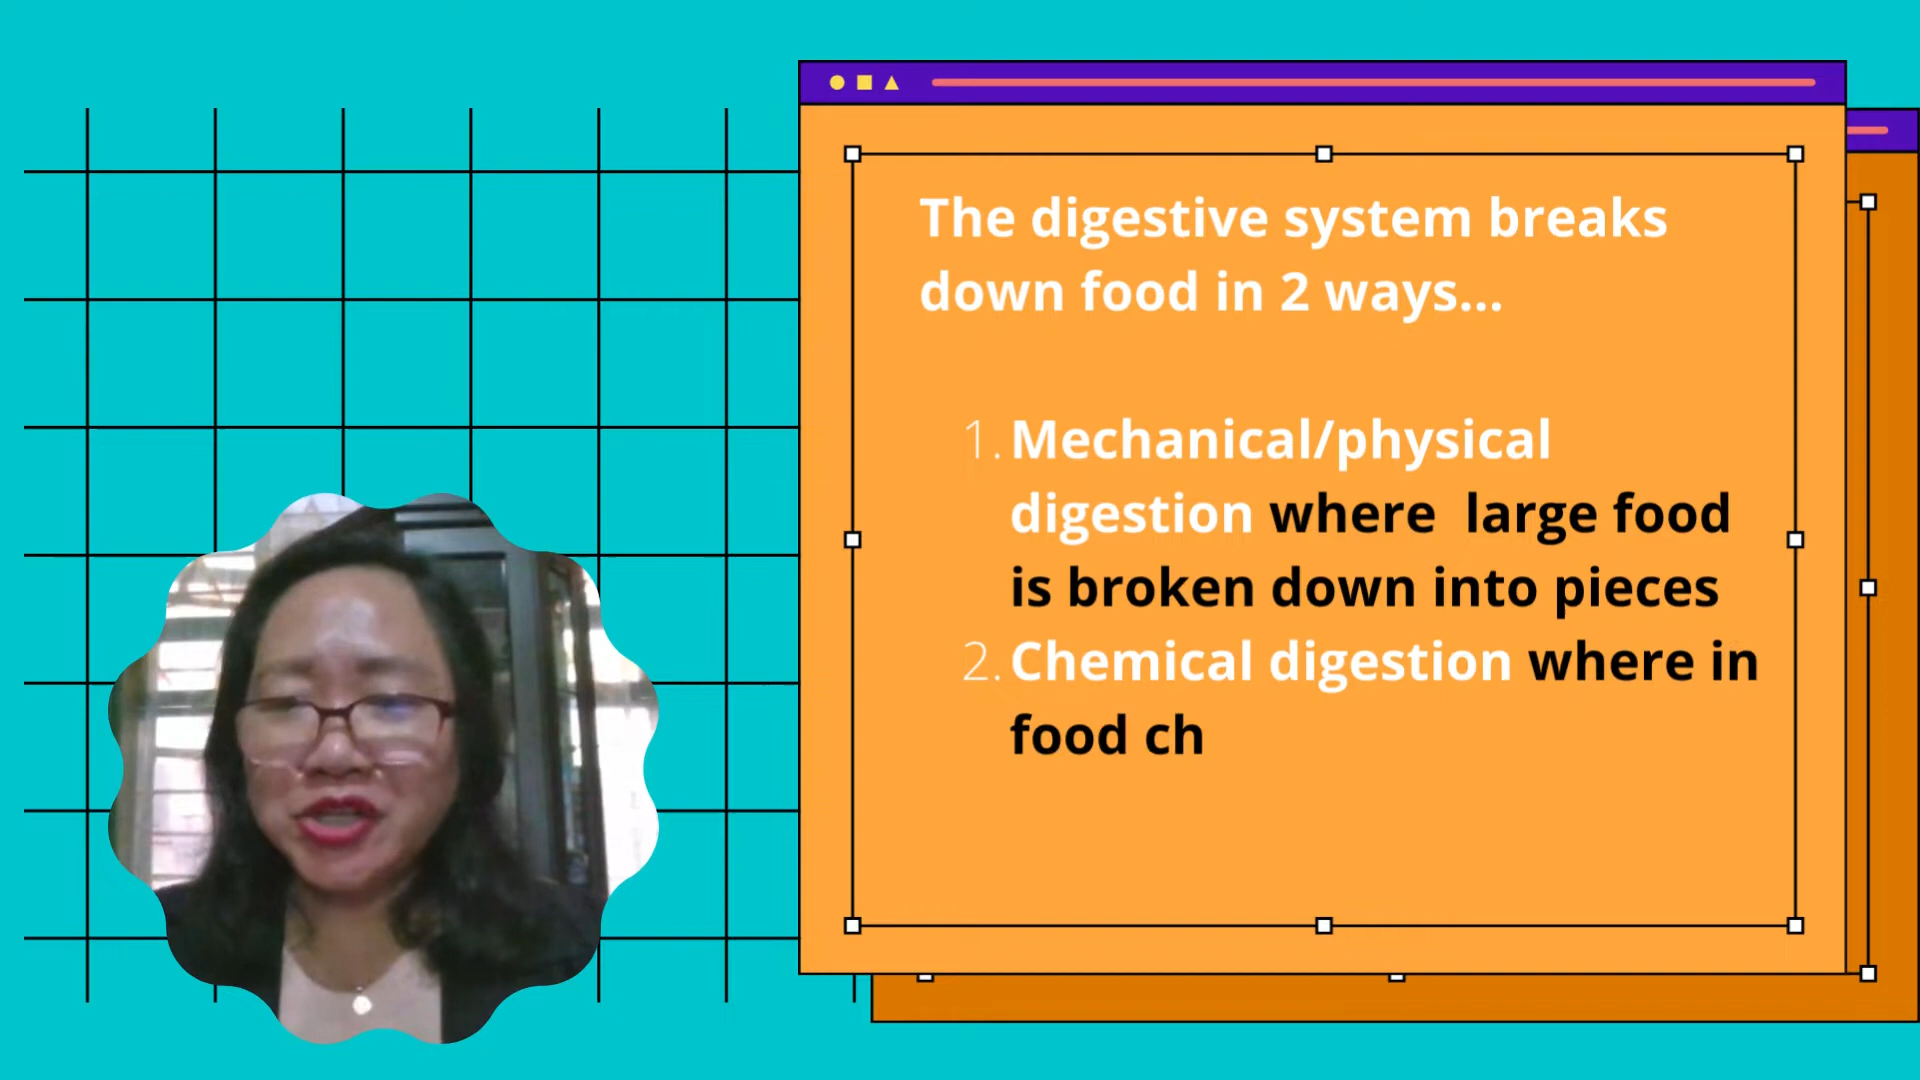 The digestive system breaks
down food in 2 ways...
1. Mechanical/physical
digestion where large food
is broken down into pieces
2. Chemical digestion where in
food ch